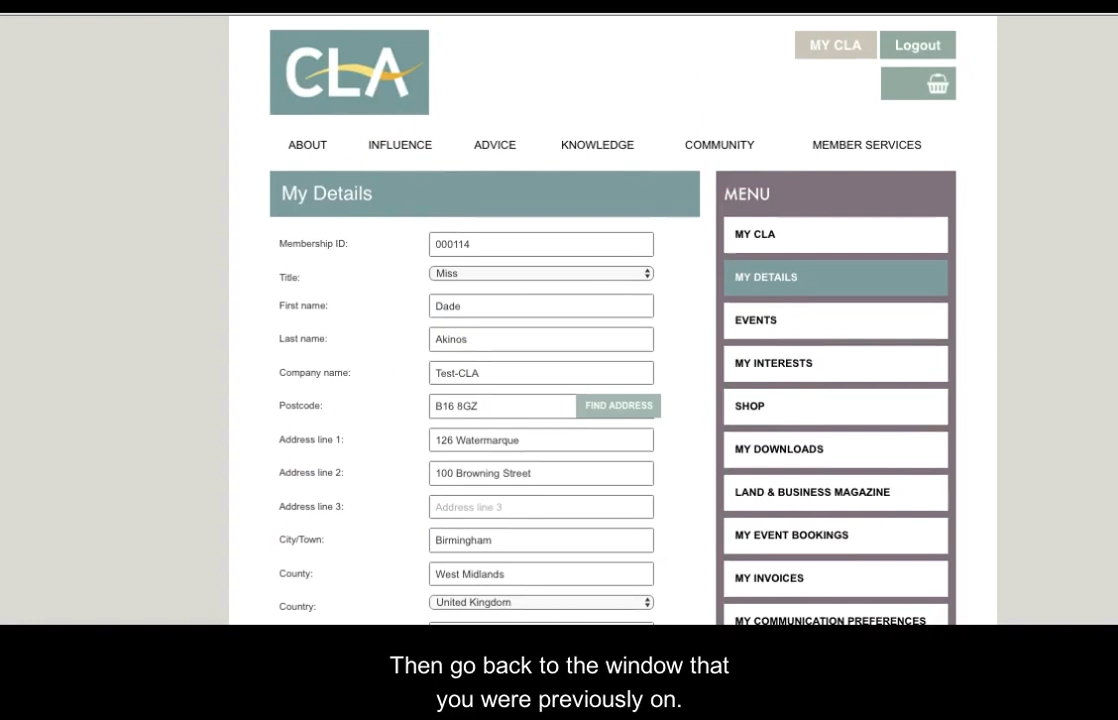 CLA
MY CLA
Logout
ABOUT
INFLUENCE
ADVICE
KNOWLEDGE
COMMUNITY
MEMBER SERVICES
My Details
Membership ID:
000114
Title:
Miss
First name:
Dade
Last name:
Akinos
Company name:
Test-CLA
Postcode:
B16 8GZ
FIND ADDRESS
Address line 1:
126 Watermarque
Address line 2:
100 Browning Street
Address line 3:
Address line 3
City/Town:
Birmingham
County:
West Midlands
Country:
United Kingdom
MENU
MY CLA
MY DETAILS
EVENTS
MY INTERESTS
SHOP
MY DOWNLOADS
LAND & BUSINESS MAGAZINE
MY EVENT BOOKINGS
MY INVOICES
MY COMMUNICATION PREFERENCES
Then go back to the window that
you were previously on.